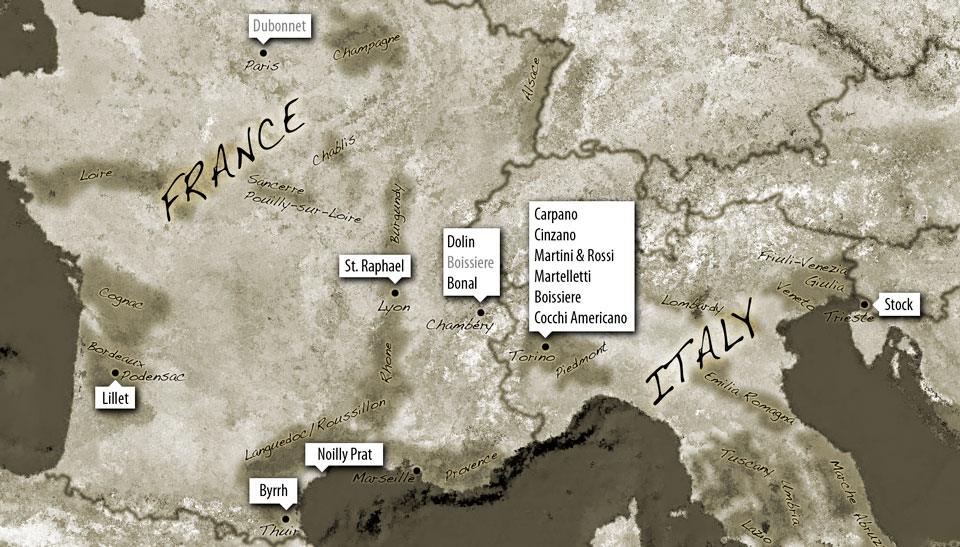 Dubonnet
Paris
Champagne
Alsace
FRANCE
Chablis
Loire
Sancerre
Pouilly-sur-Loire
Burgundy
St. Raphael
Lyon
Dolin
Boissiere
Bonal
Chambéry
Carpano
Cinzano
Martini & Rossi
Martelletti
Boissiere
Cocchi Americano
Torino
Piedmont
Lombardy
Friuli-Venezia
Giulia
Veneto
Trieste
Stock
ITALY
Cognac
Bordeaux
Podensac
Lillet
Rhone
Languedoc/Roussillon
Noilly Prat
Marseille
Provence
Byrrh
Thuir
Emilia Romagna
Tuscany
Umbria
Marche
Abruz
Lazio